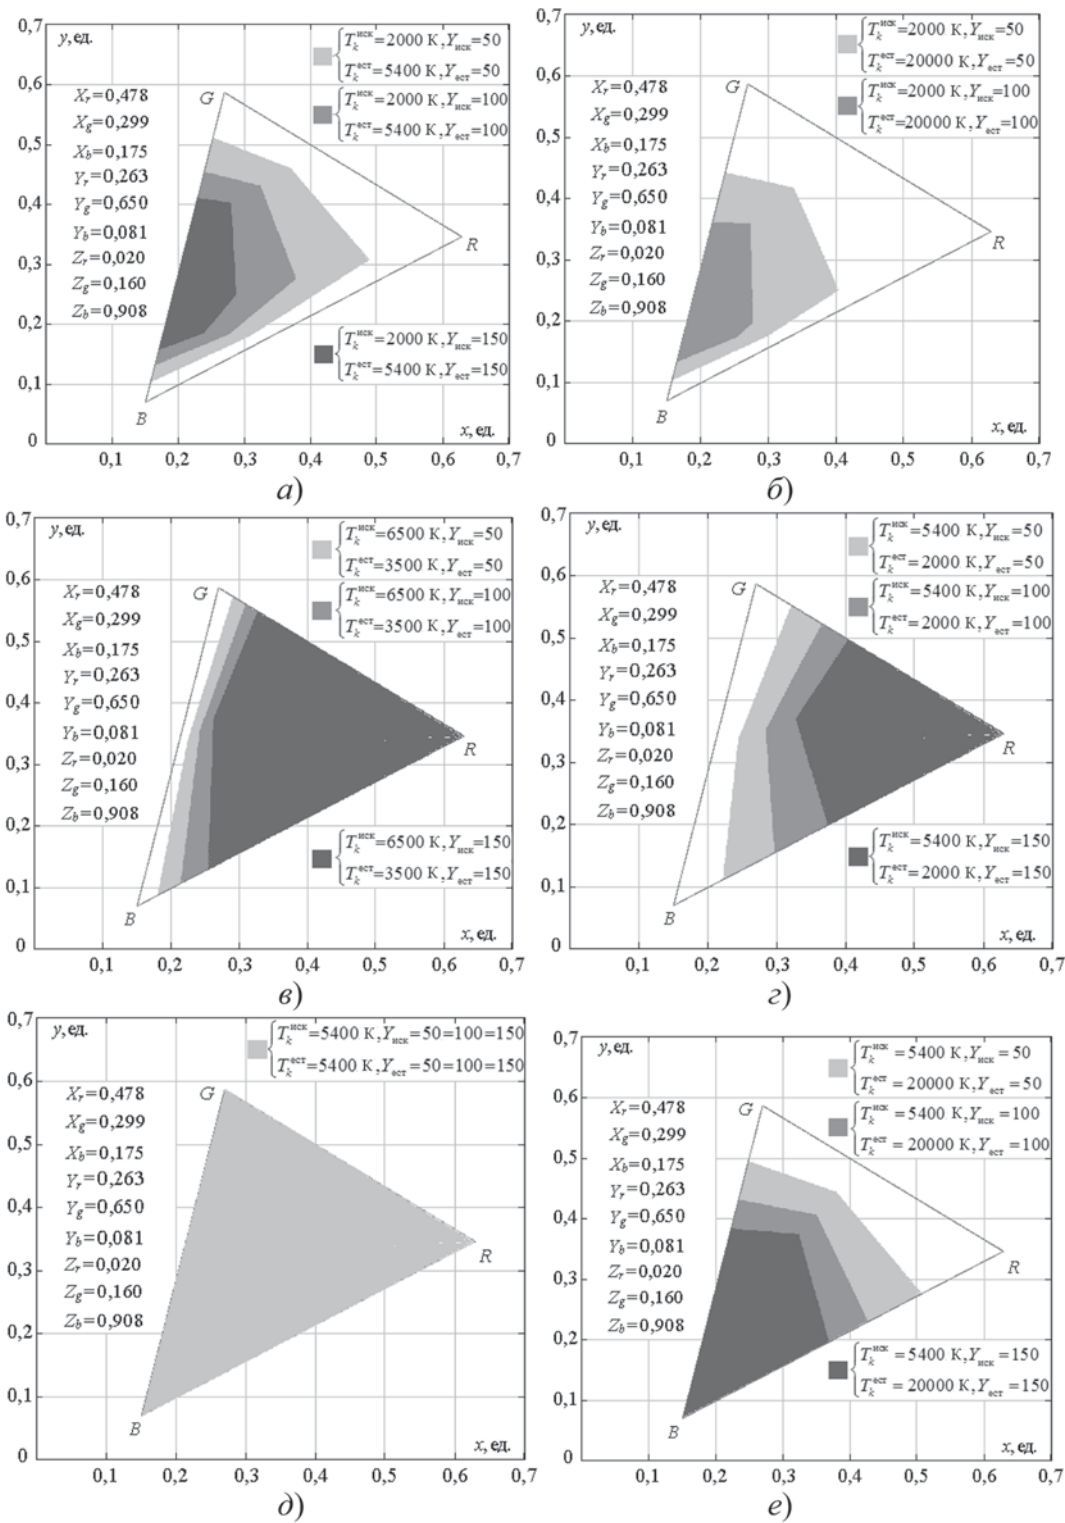 0,7
y, ед.
0,6
0,5
0,4
0,3
0,2
0,1
0
T_k^иск=2000 К, Y_иск=50
T_k^ест=5400 К, Y_ест=50
T_k^иск=2000 К, Y_иск=100
T_k^ест=5400 К, Y_ест=100
X_r=0,478
X_g=0,299
X_b=0,175
Y_r=0,263
Y_g=0,650
Y_b=0,081
Z_r=0,020
Z_g=0,160
Z_b=0,908
G
R
B
T_k^иск=2000 К, Y_иск=150
T_k^ест=5400 К, Y_ест=150
x, ед.
0,1 0,2 0,3 0,4 0,5 0,6 0,7
а)
0,7
y, ед.
0,6
0,5
0,4
0,3
0,2
0,1
0
T_k^иск=2000 К, Y_иск=50
T_k^ест=20000 К, Y_ест=50
T_k^иск=2000 К, Y_иск=100
T_k^ест=20000 К, Y_ест=100
X_r=0,478
X_g=0,299
X_b=0,175
Y_r=0,263
Y_g=0,650
Y_b=0,081
Z_r=0,020
Z_g=0,160
Z_b=0,908
G
R
B
x, ед.
0,1 0,2 0,3 0,4 0,5 0,6 0,7
б)
0,7
y, ед.
0,6
0,5
0,4
0,3
0,2
0,1
0
T_k^иск=6500 К, Y_иск=50
T_k^ест=3500 К, Y_ест=50
T_k^иск=6500 К, Y_иск=100
T_k^ест=3500 К, Y_ест=100
X_r=0,478
X_g=0,299
X_b=0,175
Y_r=0,263
Y_g=0,650
Y_b=0,081
Z_r=0,020
Z_g=0,160
Z_b=0,908
G
R
B
T_k^иск=6500 К, Y_иск=150
T_k^ест=3500 К, Y_ест=150
x, ед.
0,1 0,2 0,3 0,4 0,5 0,6 0,7
в)
0,7
y, ед.
0,6
0,5
0,4
0,3
0,2
0,1
0
T_k^иск=5400 К, Y_иск=50
T_k^ест=2000 К, Y_ест=50
T_k^иск=5400 К, Y_иск=100
T_k^ест=2000 К, Y_ест=100
X_r=0,478
X_g=0,299
X_b=0,175
Y_r=0,263
Y_g=0,650
Y_b=0,081
Z_r=0,020
Z_g=0,160
Z_b=0,908
G
R
B
T_k^иск=5400 К, Y_иск=150
T_k^ест=2000 К, Y_ест=150
x, ед.
0,1 0,2 0,3 0,4 0,5 0,6 0,7
г)
0,7
y, ед.
0,6
0,5
0,4
0,3
0,2
0,1
0
T_k^иск=5400 К, Y_иск=50=100=150
T_k^ест=5400 К, Y_ест=50=100=150
X_r=0,478
X_g=0,299
X_b=0,175
Y_r=0,263
Y_g=0,650
Y_b=0,081
Z_r=0,020
Z_g=0,160
Z_b=0,908
G
R
B
x, ед.
0,1 0,2 0,3 0,4 0,5 0,6 0,7
д)
0,7
y, ед.
0,6
0,5
0,4
0,3
0,2
0,1
0
T_k^иск = 5400 К, Y_иск = 50
T_k^ест = 20000 К, Y_ест = 50
T_k^иск = 5400 К, Y_иск = 100
T_k^ест = 20000 К, Y_ест = 100
X_r=0,478
X_g=0,299
X_b=0,175
Y_r=0,263
Y_g=0,650
Y_b=0,081
Z_r=0,020
Z_g=0,160
Z_b=0,908
G
R
B
T_k^иск = 5400 К, Y_иск = 150
T_k^ест = 20000 К, Y_ест = 150
x, ед.
0,1 0,2 0,3 0,4 0,5 0,6 0,7
е)